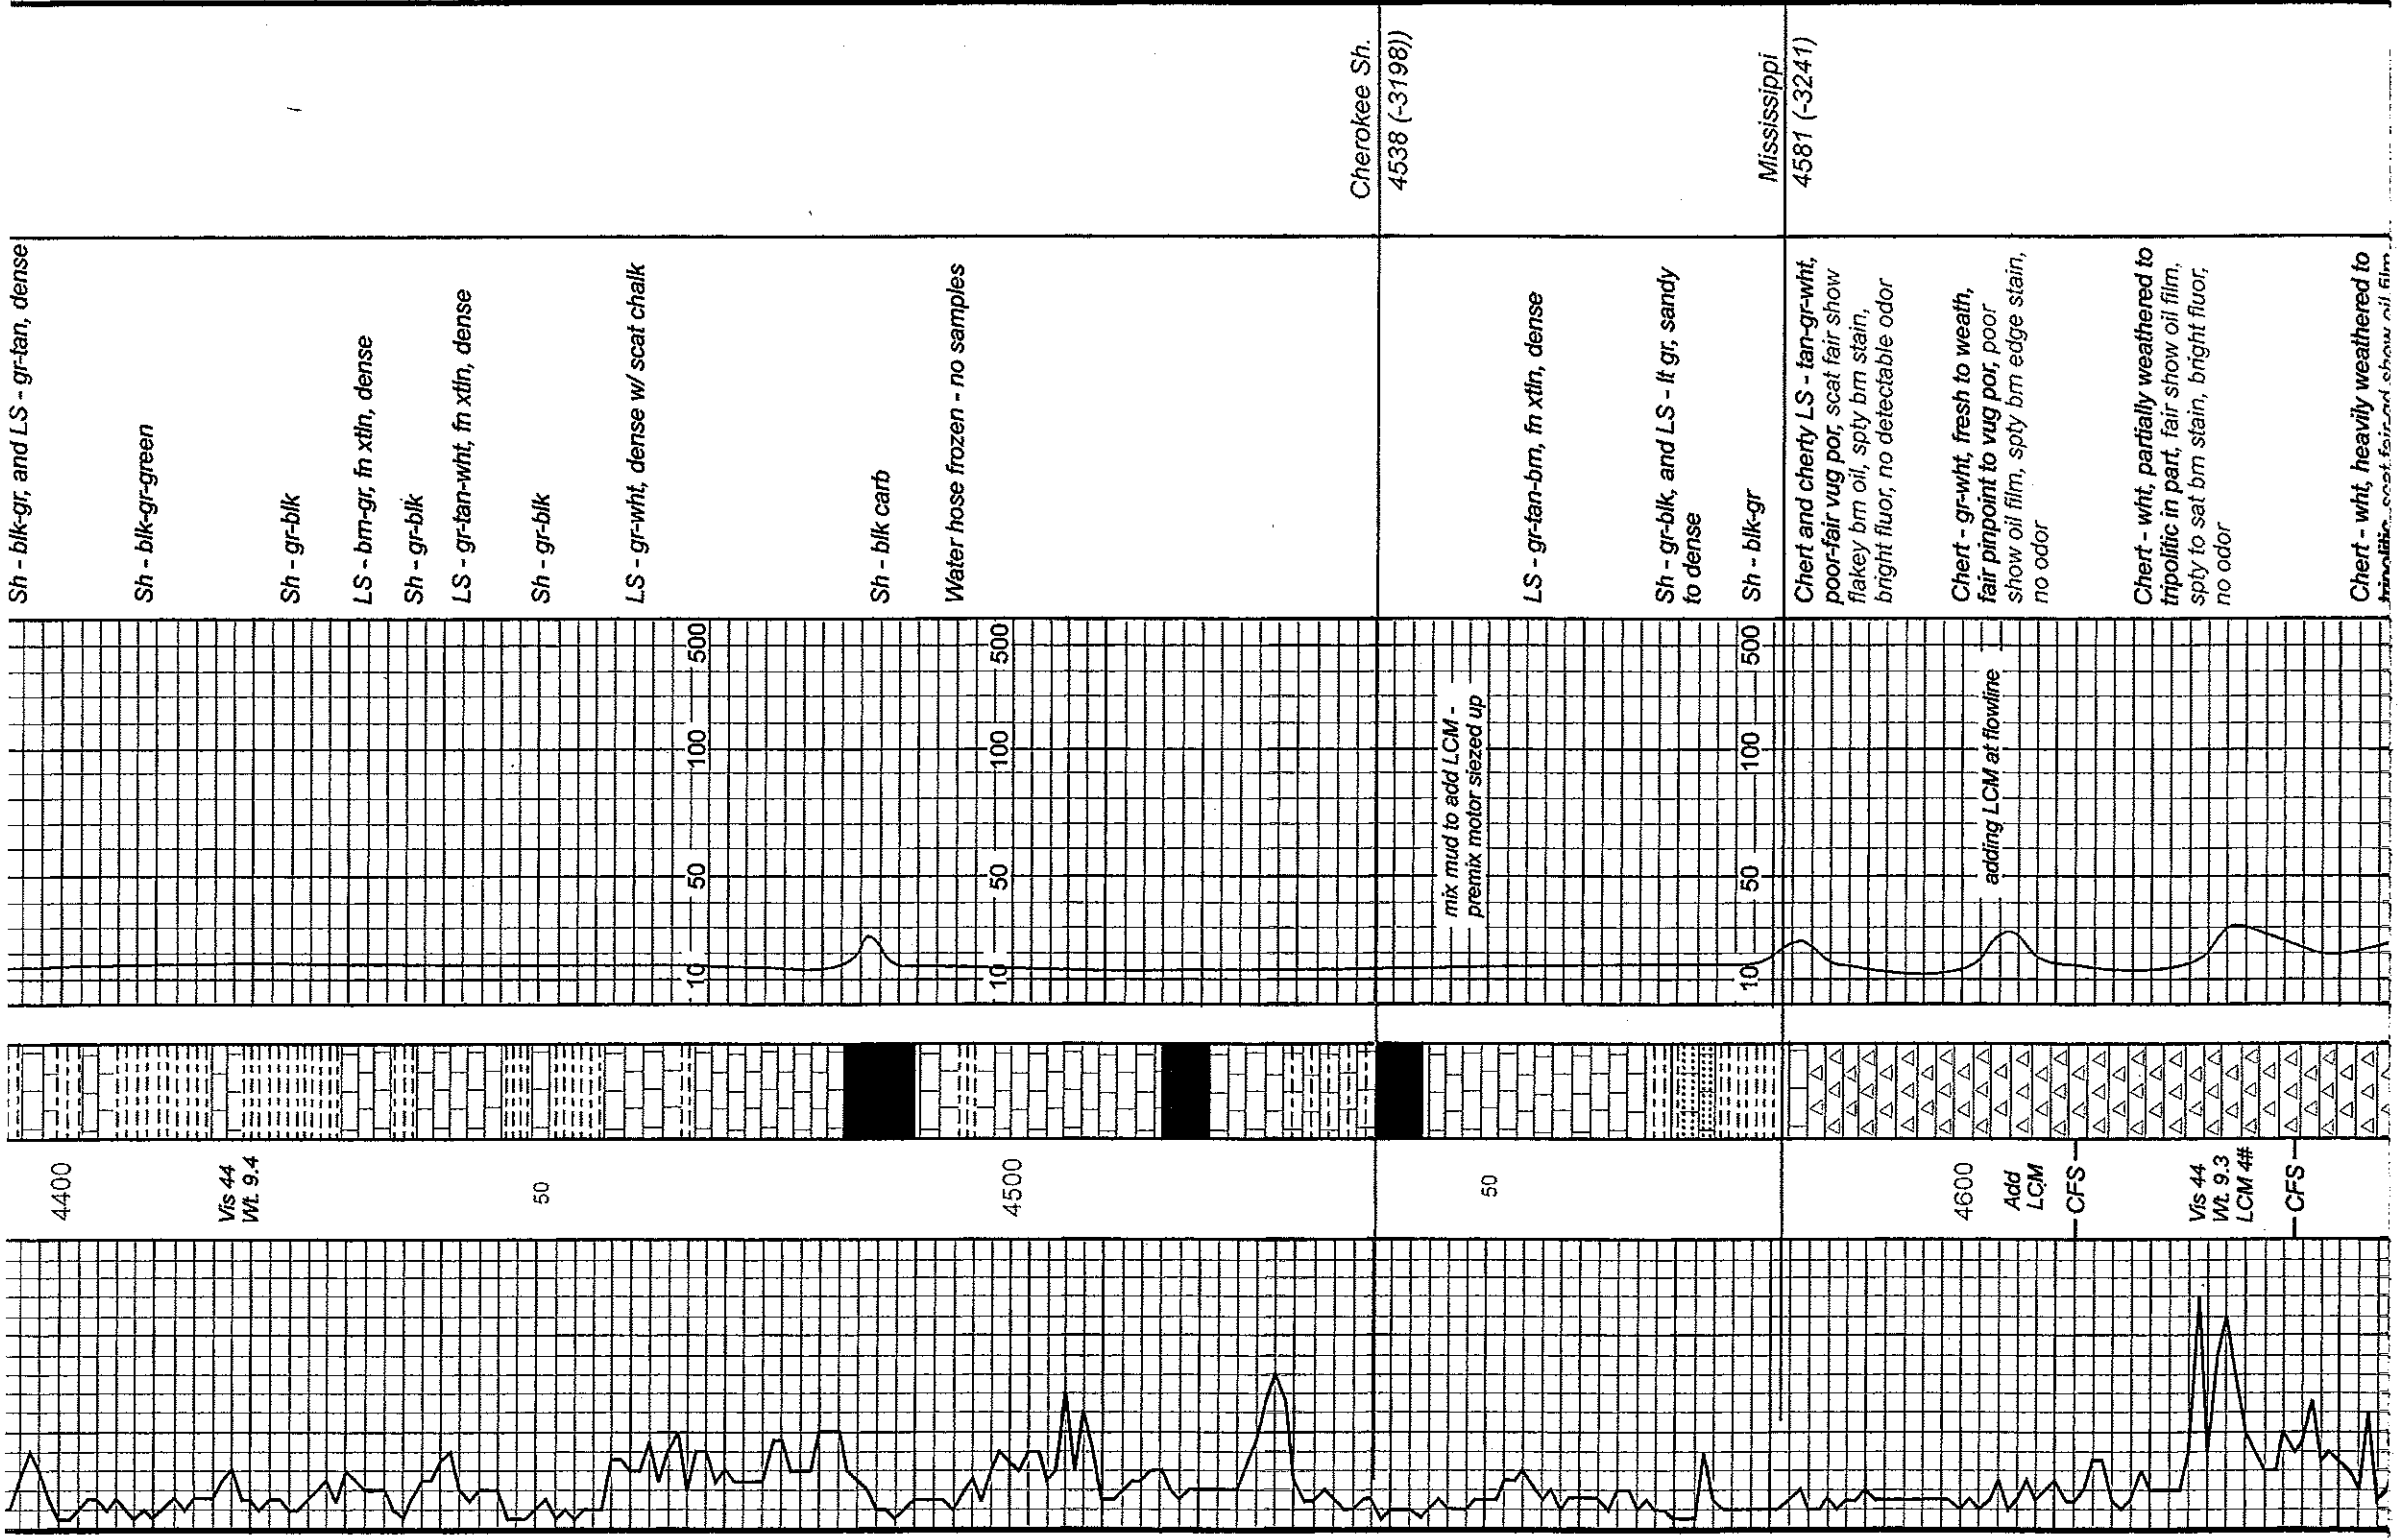 Cherokee Sh.
4538 (-3198))
Mississippi
4581 (-3241)
Sh - blk-gr, and LS - gr-tan, dense
Sh - blk-gr-green
Sh - gr-blk
LS - brn-gr, fn xtln, dense
Sh - gr-blk
LS - gr-tan-wht, fn xtln, dense
Sh - gr-blk
LS - gr-wht, dense w/ scat chalk
Sh - blk carb
Water hose frozen - no samples
LS - gr-tan-brn, fn xtln, dense
Sh - gr-blk, and LS - lt gr, sandy
to dense
Sh - blk-gr
Chert and cherty LS - tan-gr-wht,
poor-fair vug por, scat fair show
flakey brn oil, spty brn stain,
bright fluor, no detectable odor
Chert - gr-wht, fresh to weath,
fair pinpoint to vug por, poor
show oil film, spty brn edge stain,
no odor
Chert - wht, partially weathered to
tripolitic in part, fair show oil film,
spty to sat brn stain, bright fluor,
no odor
Chert - wht, heavily weathered to
tripolitic, scat fair-gd show oil film,
10 50 100 500
10 50 100 500
mix mud to add LCM -
premix motor siezed up
10 50 100 500
adding LCM at flowline
4400
Vis 44
Wt. 9.4
50
4500
50
4600
Add
LCM
CFS
Vis 44
Wt. 9.3
LCM 4#
CFS